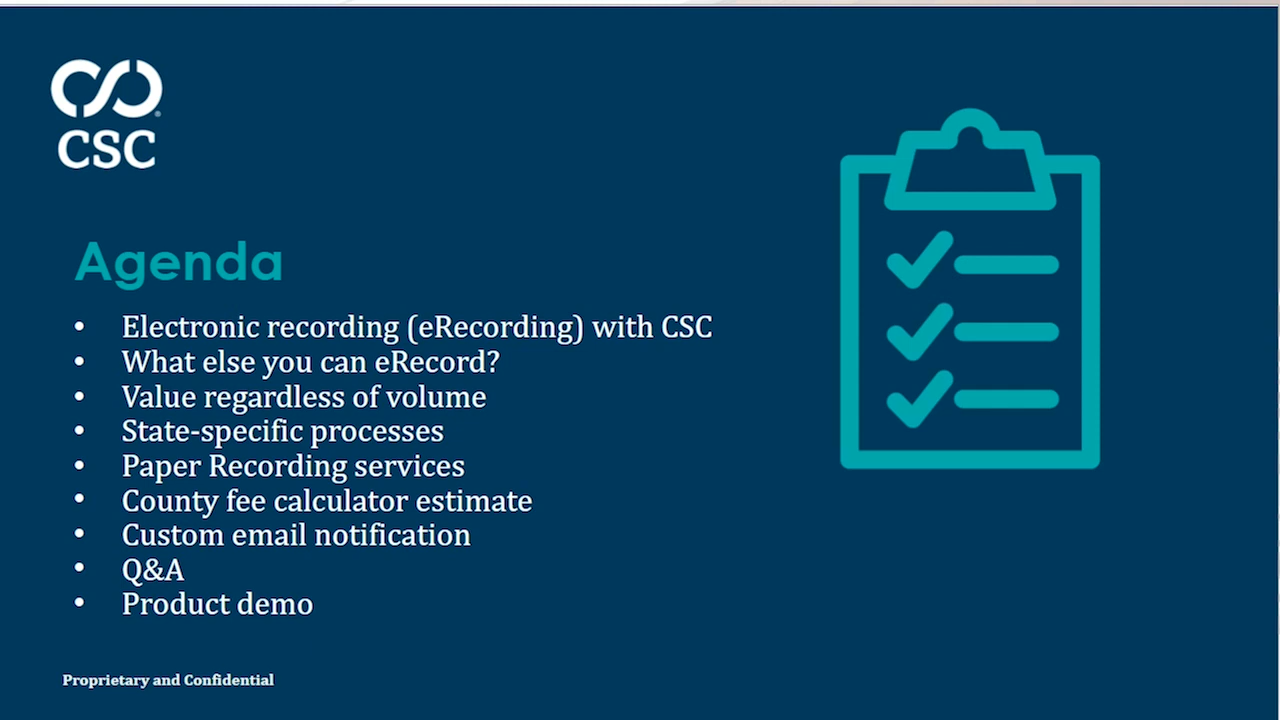 CSC
Agenda
• Electronic recording (eRecording) with CSC
• What else you can eRecord?
• Value regardless of volume
• State-specific processes
• Paper Recording services
• County fee calculator estimate
• Custom email notification
• Q&A
• Product demo
Proprietary and Confidential